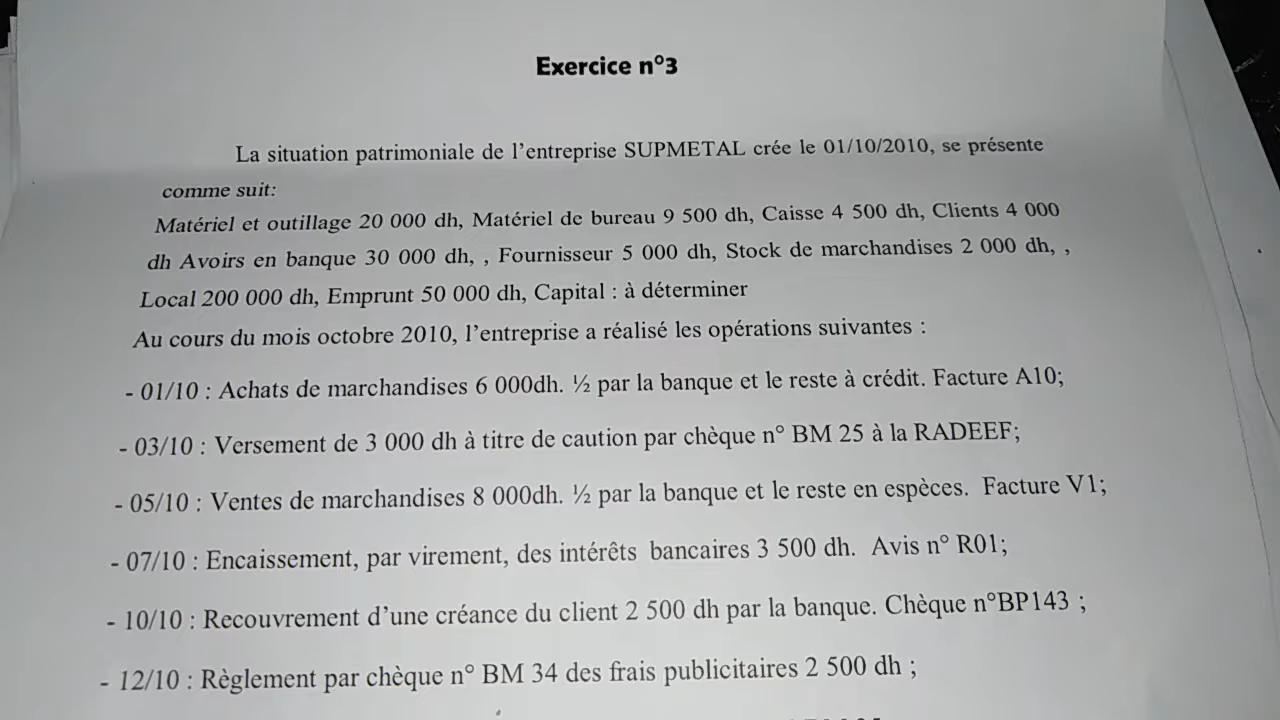 Exercice n°3
La situation patrimoniale de l'entreprise SUPMETAL crée le 01/10/2010, se présente
comme suit:
Matériel et outillage 20 000 dh, Matériel de bureau 9 500 dh, Caisse 4 500 dh, Clients 4 000
dh Avoirs en banque 30 000 dh, , Fournisseur 5 000 dh, Stock de marchandises 2 000 dh, ,
Local 200 000 dh, Emprunt 50 000 dh, Capital : à déterminer
Au cours du mois octobre 2010, l'entreprise a réalisé les opérations suivantes :
- 01/10 : Achats de marchandises 6 000dh. ½ par la banque et le reste à crédit. Facture A10;
- 03/10 : Versement de 3 000 dh à titre de caution par chèque n° BM 25 à la RADEEF;
- 05/10 : Ventes de marchandises 8 000dh. ½ par la banque et le reste en espèces. Facture V1;
- 07/10 : Encaissement, par virement, des intérêts bancaires 3 500 dh. Avis n° R01;
- 10/10 : Recouvrement d'une créance du client 2 500 dh par la banque. Chèque n°BP143 ;
- 12/10 : Règlement par chèque n° BM 34 des frais publicitaires 2 500 dh ;